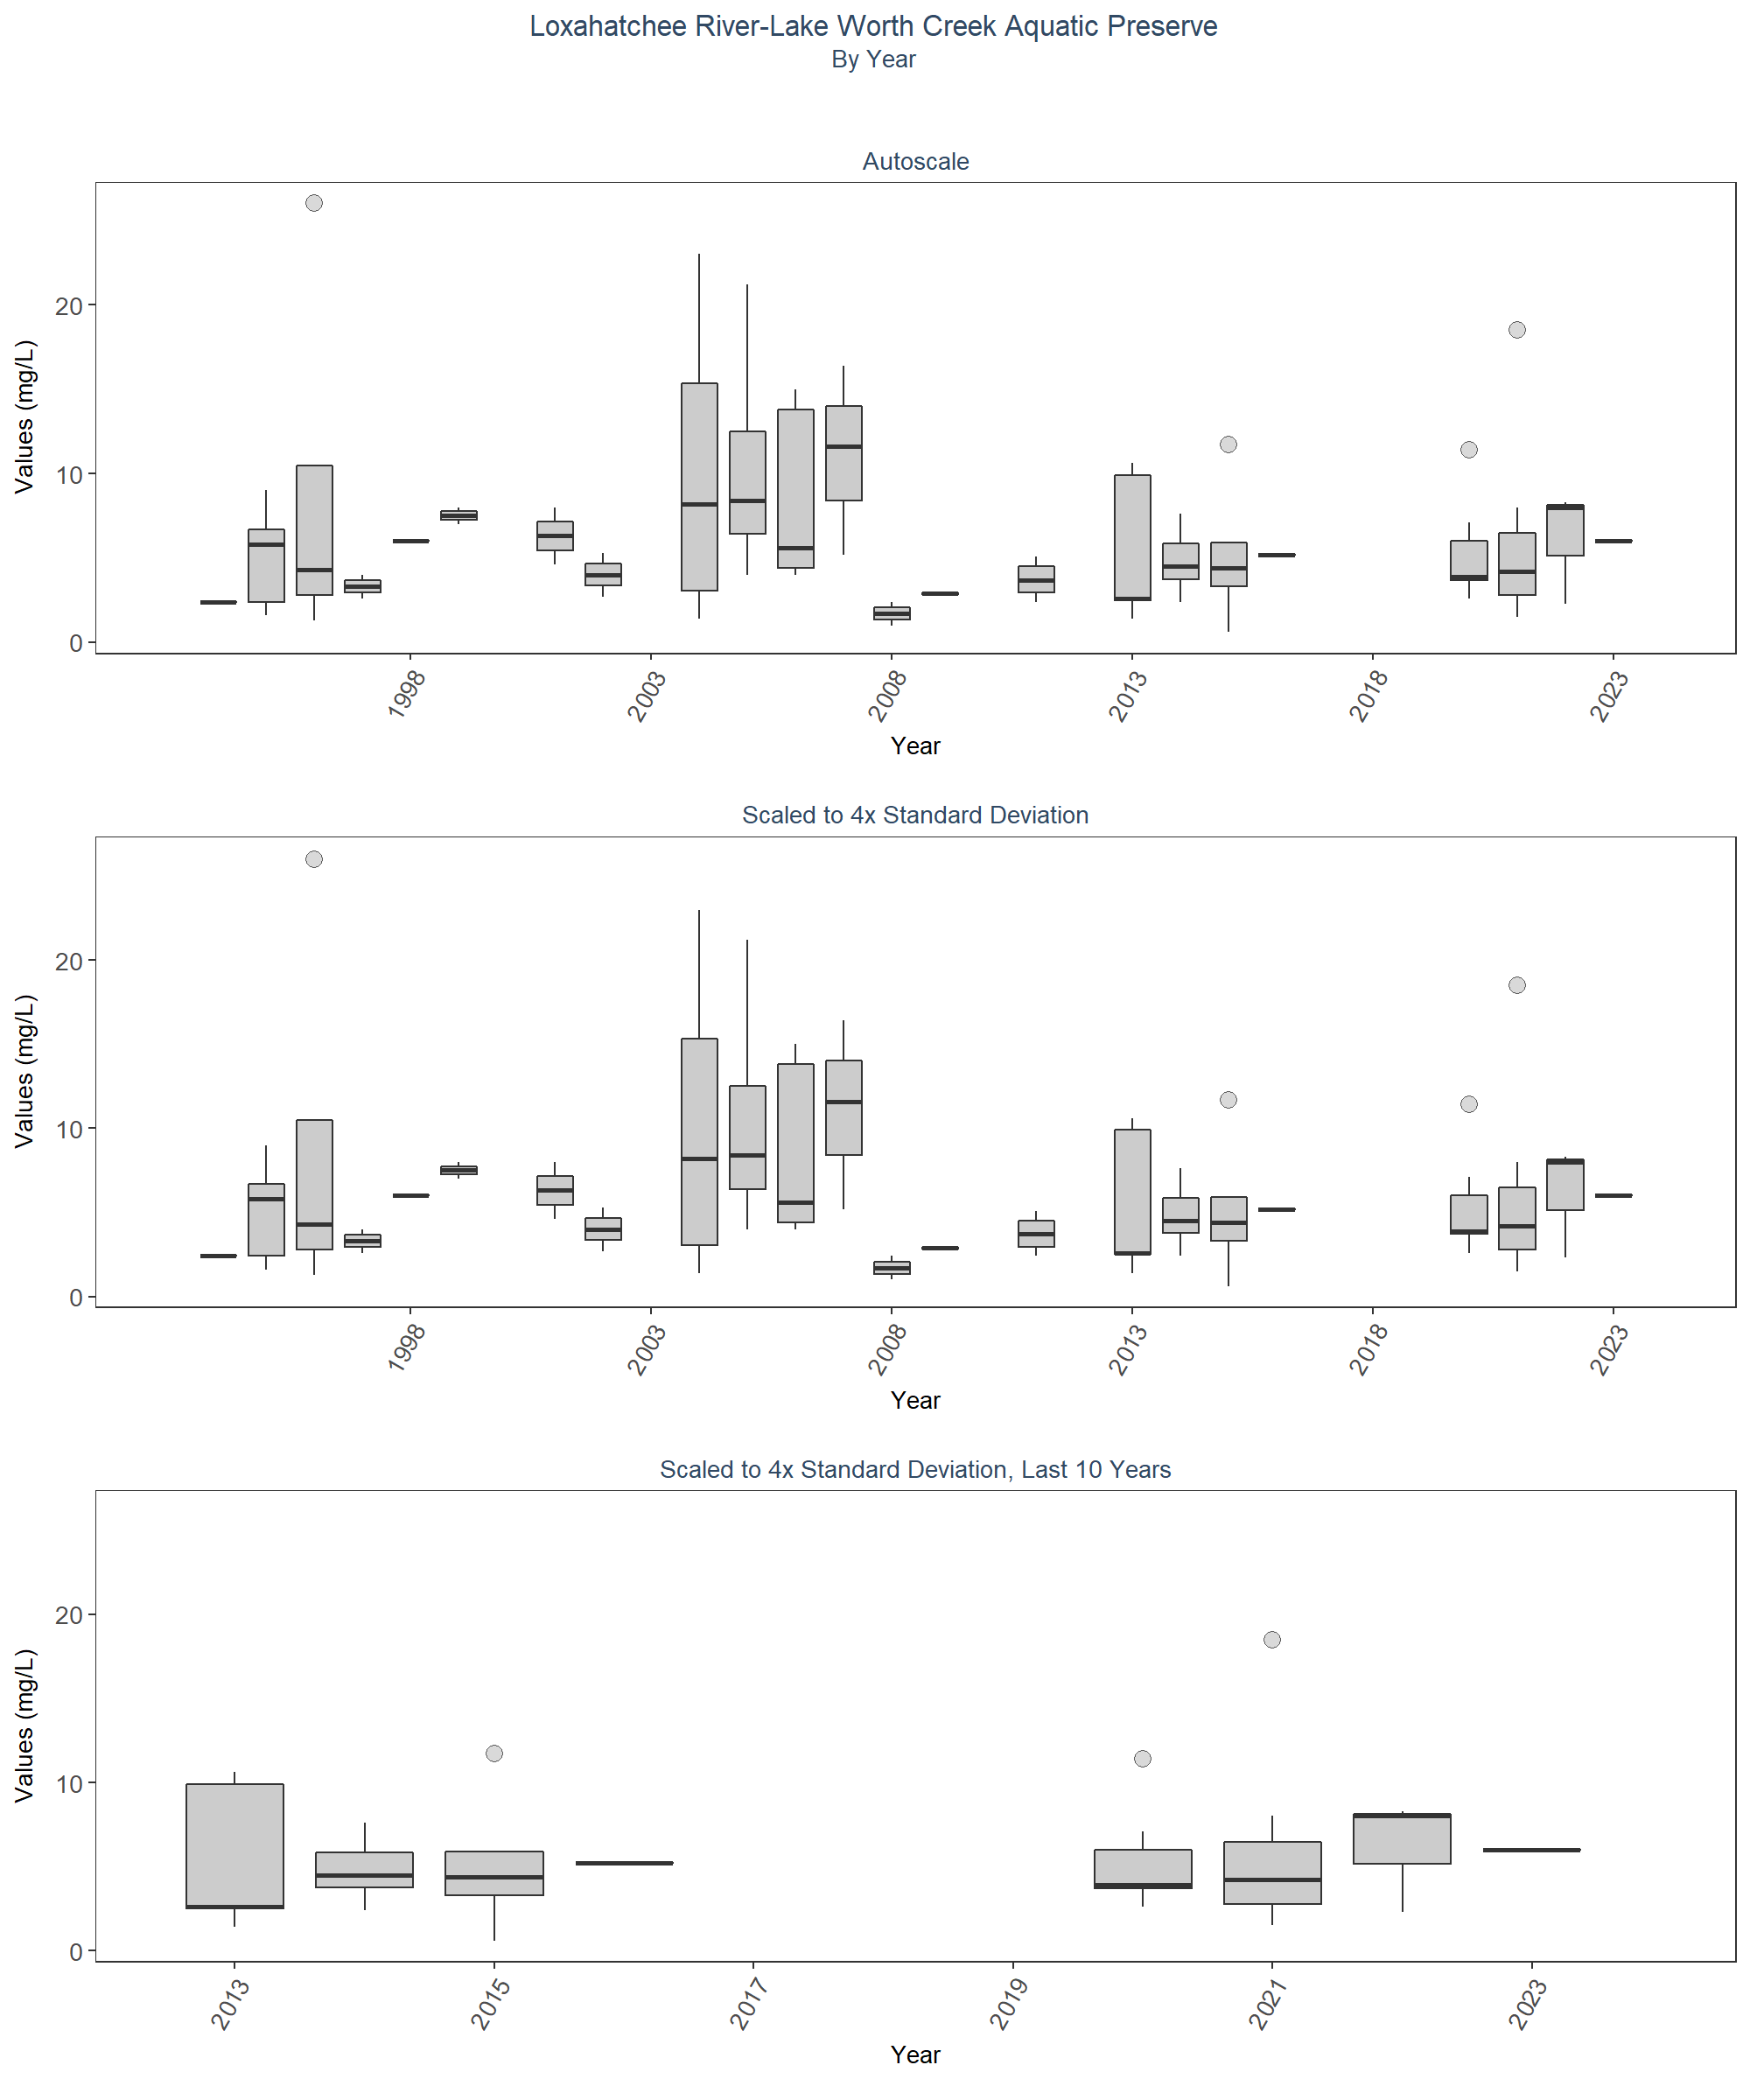 Loxahatchee River-Lake Worth Creek Aquatic Preserve
By Year
Autoscale
Values (mg/L)
20
10
0
1998
2003
2008
2013
2018
2023
Year
Scaled to 4x Standard Deviation
Values (mg/L)
20
10
0
1998
2003
2008
2013
2018
2023
Year
Scaled to 4x Standard Deviation, Last 10 Years
Values (mg/L)
20
10
0
2013
2015
2017
2019
2021
2023
Year